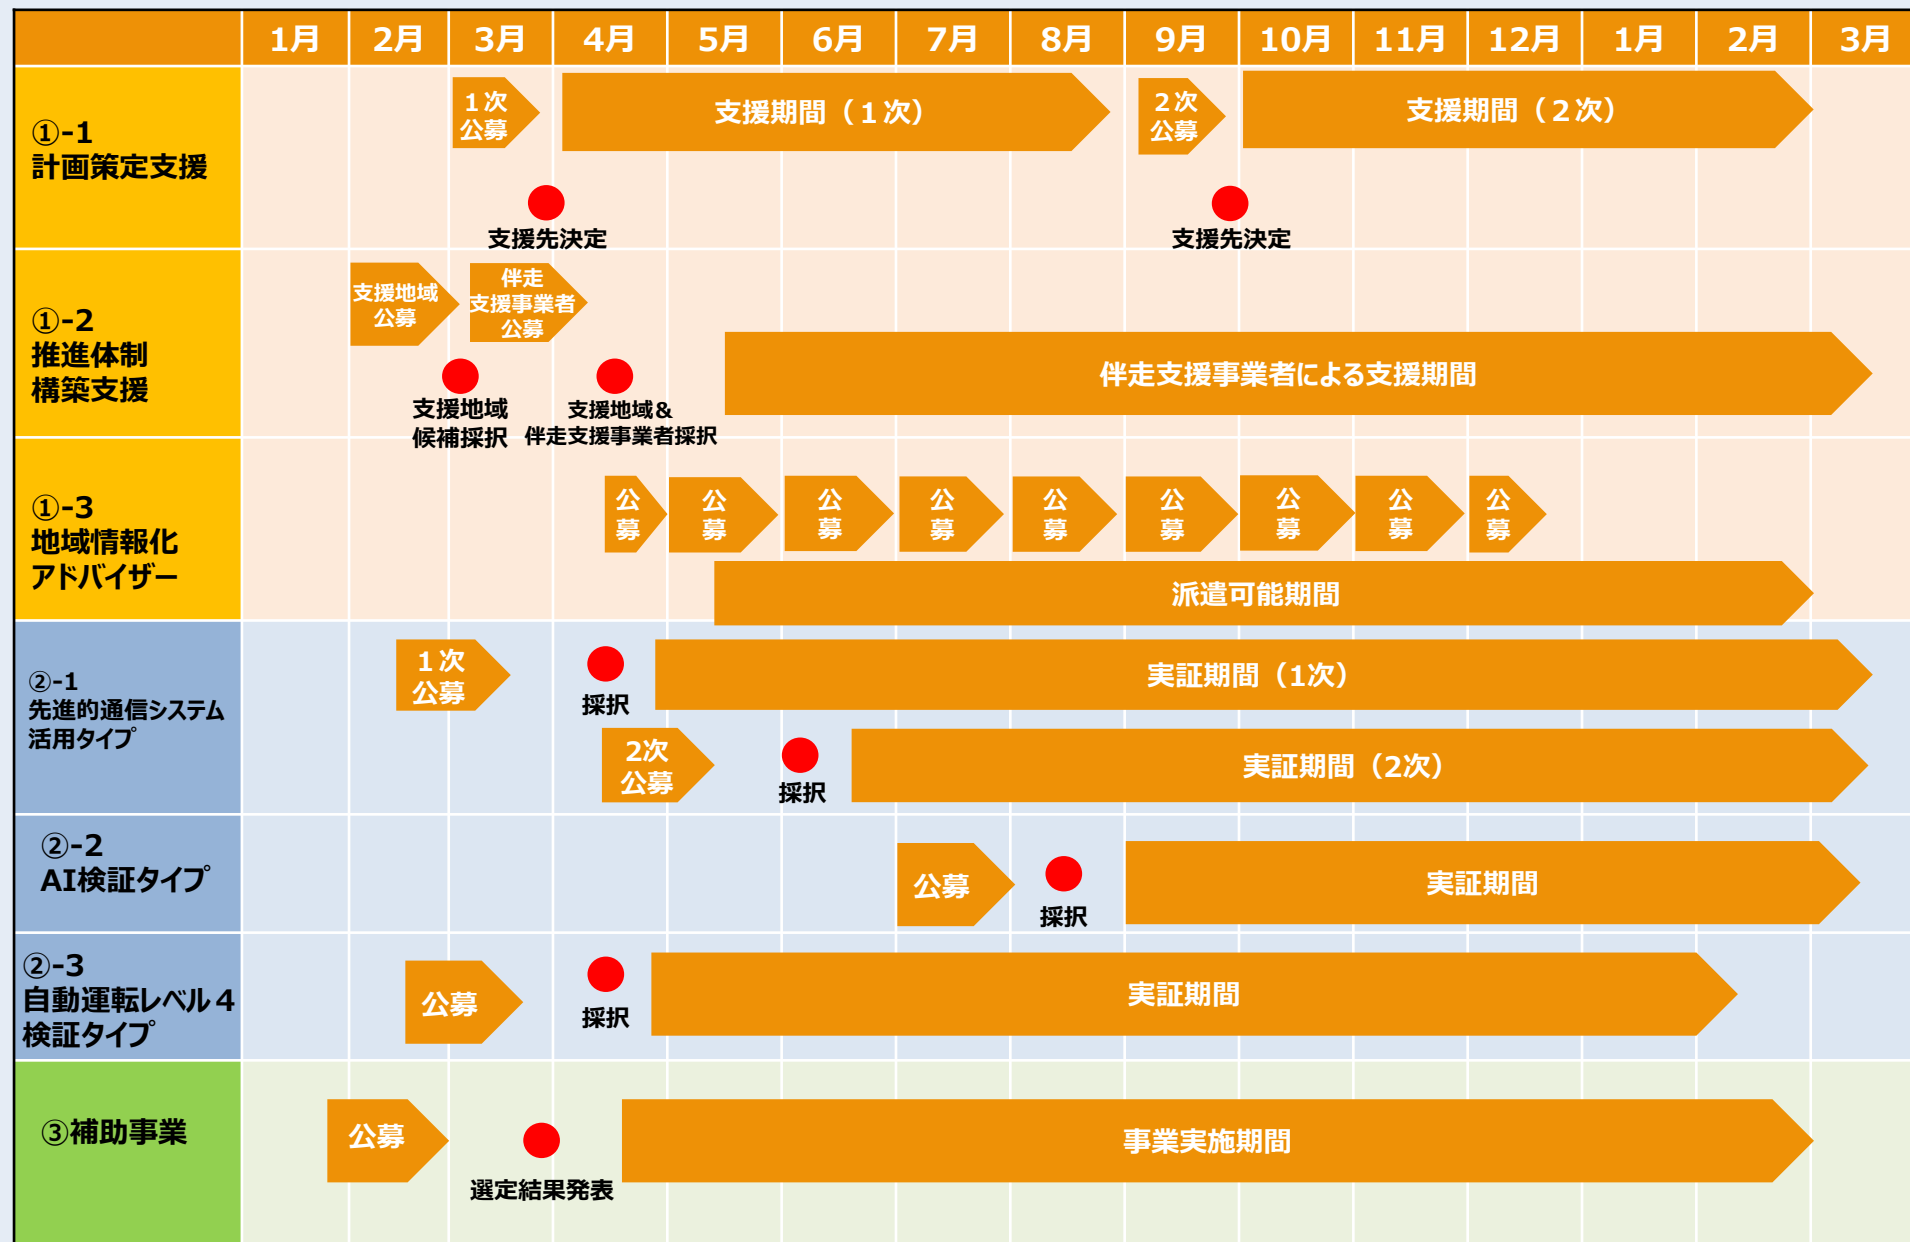 1月 2月 3月 4月 5月 6月 7月 8月 9月 10月 11月 12月 1月 2月 3月
①-1
計画策定支援
１次
公募
支援期間（１次）
２次
公募
支援期間（２次）
支援先決定
支援先決定
①-2
推進体制
構築支援
支援地域
公募
伴走
支援事業者
公募
伴走支援事業者による支援期間
支援地域
候補採択
支援地域＆
伴走支援事業者採択
①-3
地域情報化
アドバイザー
公
募
公
募
公
募
公
募
公
募
公
募
公
募
公
募
公
募
派遣可能期間
②-1
先進的通信システム
活用タイプ
１次
公募
採択
実証期間（1次）
2次
公募
採択
実証期間（2次）
②-2
AI検証タイプ
公募
採択
実証期間
②-3
自動運転レベル４
検証タイプ
公募
採択
実証期間
③補助事業
公募
選定結果発表
事業実施期間